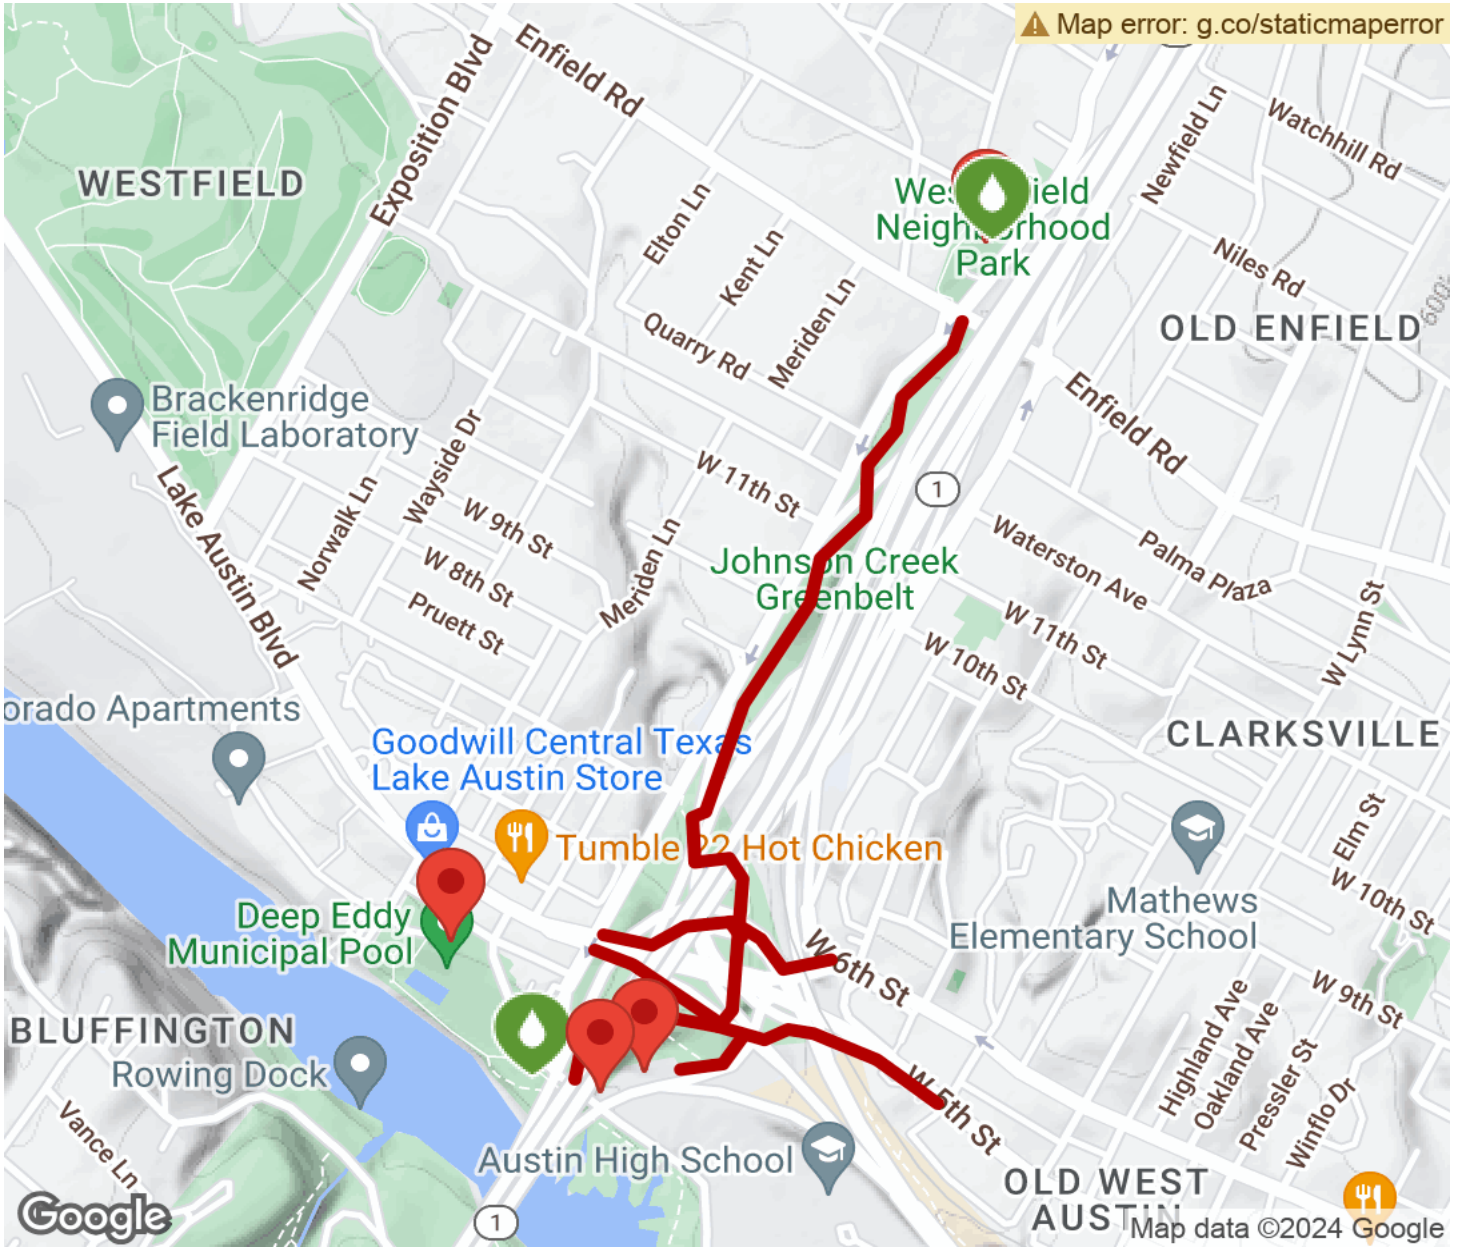 Map error: g.co/staticmaperror
Enfield Rd
Exposition Blvd
Newfield Ln
Watchhill Rd
WESTFIELD
Neighborhood
Park
Elton Ln
Kent Ln
Meriden Ln
Niles Rd
Quarry Rd
OLD ENFIELD
Brackenridge
Field Laboratory
Enfield Rd
Wayside Dr
W 11th St
1
Lake Austin Blvd
Norwalk Ln
W 9th St
W 8th St
Pruett St
Meriden Ln
Johnson Creek
Greenbelt
Waterston Ave
Palma Plaza
W 11th St
W 10th St
W Lynn St
orado Apartments
CLARKSVILLE
Goodwill Central Texas
Lake Austin Store
Tumble 22 Hot Chicken
Elm St
W 10th St
Mathews
Elementary School
Deep Eddy
Municipal Pool
W 6th St
W 9th St
BLUFFINGTON
Rowing Dock
Highland Ave
Oakland Ave
Pressler St
Winflo Dr
Vance Ln
W 5th St
Austin High School
OLD WEST
AUSTIN
1
Google
Map data ©2024 Google